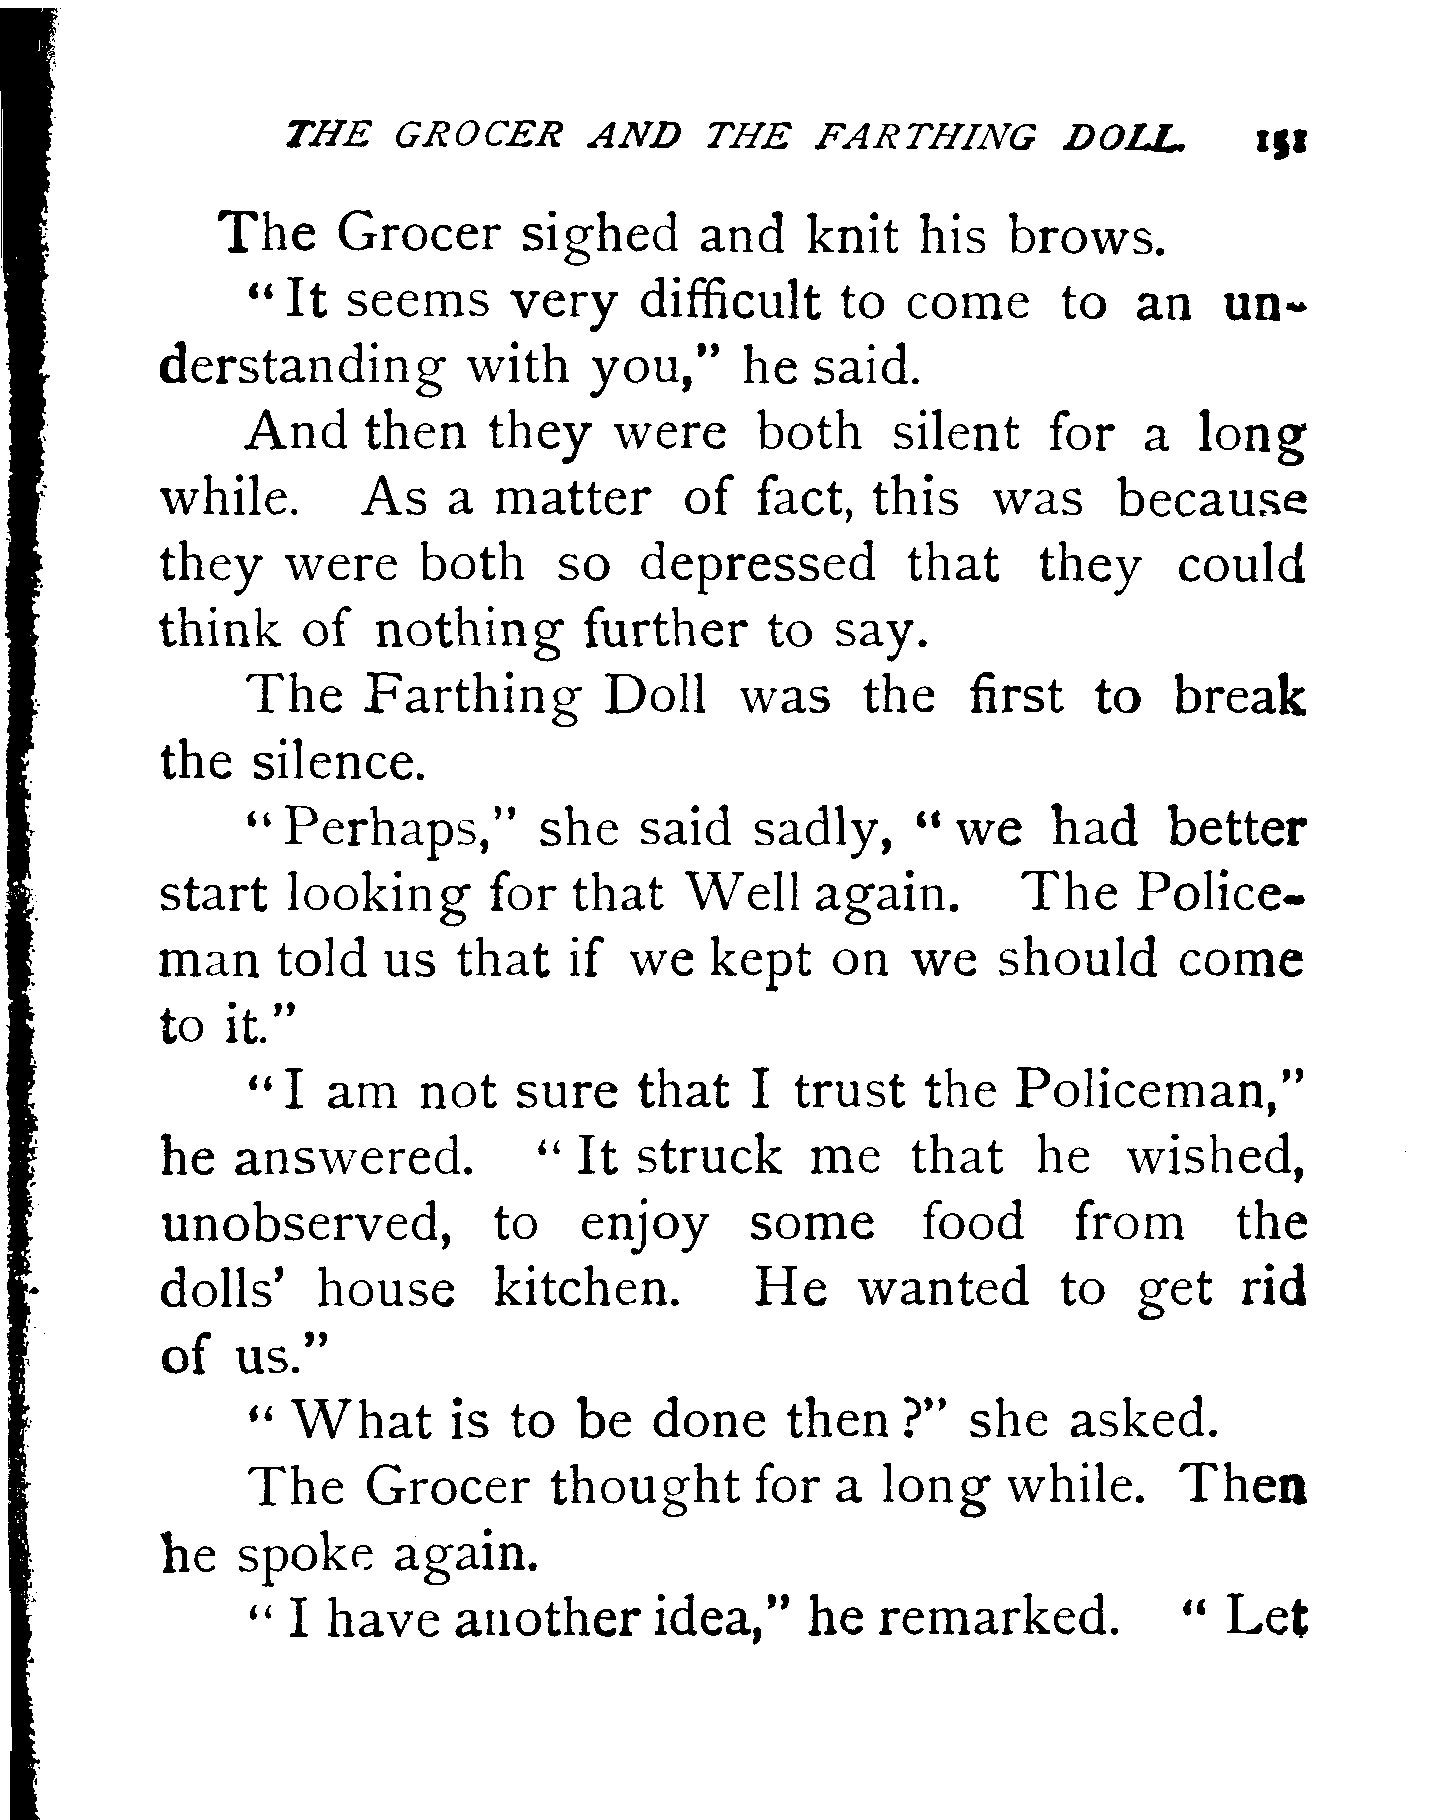 THE GROCER AND THE FARTHING DOLL. 151
The Grocer sighed and knit his brows.
“It seems very difficult to come to an un-
derstanding with you,” he said.
And then they were both silent for a long
while. As a matter of fact, this was because
they were both so depressed that they could
think of nothing further to say.
The Farthing Doll was the first to break
the silence.
“Perhaps,” she said sadly, “we had better
start looking for that Well again. The Police-
man told us that if we kept on we should come
to it.”
“I am not sure that I trust the Policeman,”
he answered. “It struck me that he wished,
unobserved, to enjoy some food from the
dolls’ house kitchen. He wanted to get rid
of us.”
“What is to be done then?” she asked.
The Grocer thought for a long while. Then
he spoke again.
“I have another idea,” he remarked. “Let